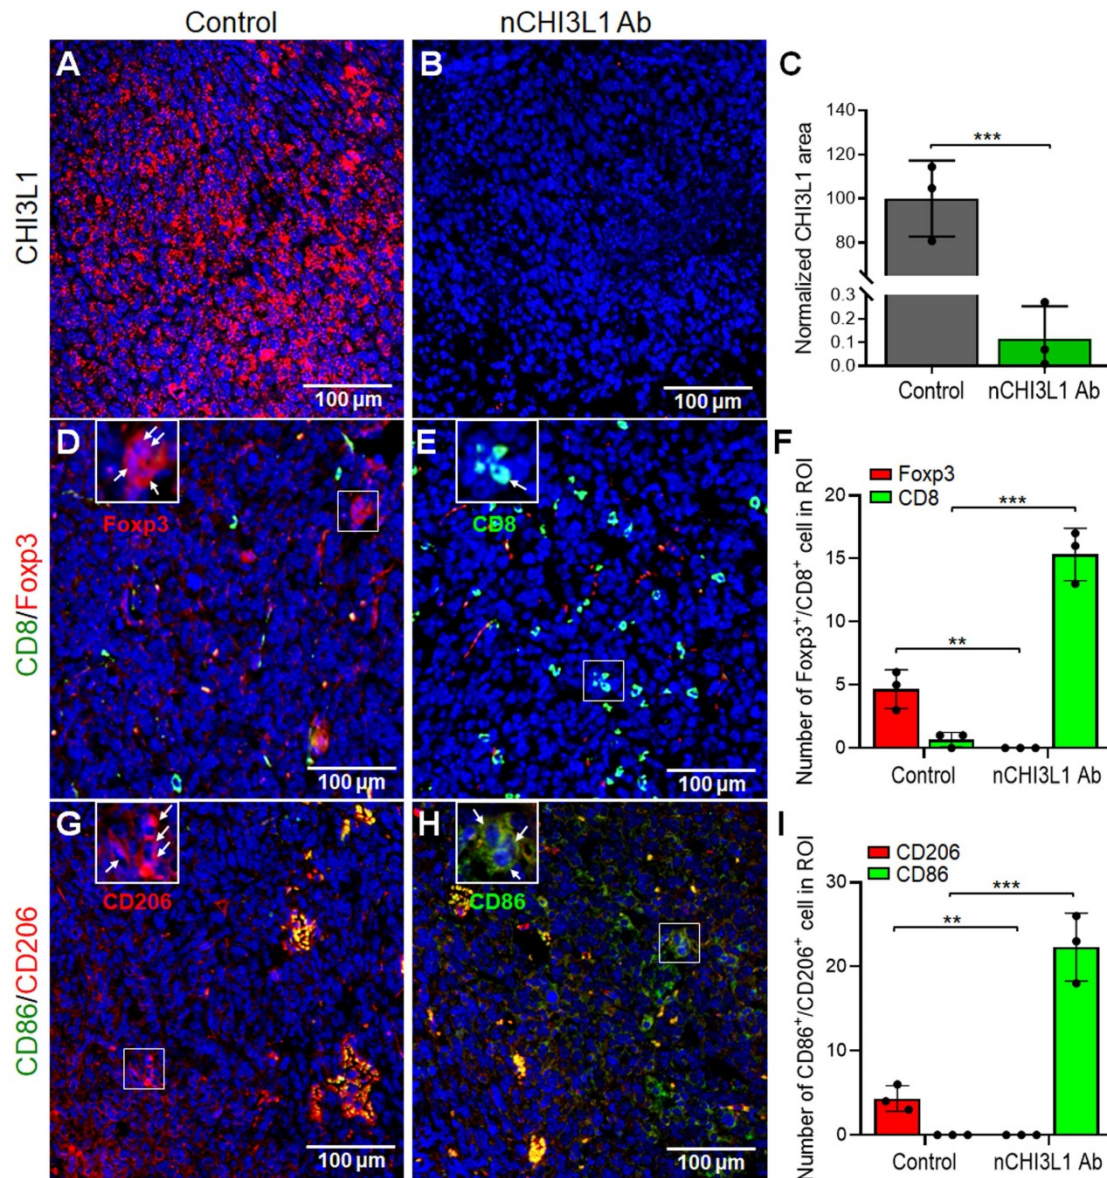 Control
nCHI3L1 Ab
CHI3L1
A
100 µm
B
100 µm
C
Normalized CHI3L1 area
140
120
100
80
0.3
0.2
0.1
0.0
***
Control
nCHI3L1 Ab
CD8/Foxp3
D
Foxp3
100 µm
E
CD8
100 µm
F
Foxp3
CD8
Number of Foxp3⁺/CD8⁺ cell in ROI
20
15
10
5
0
***
**
Control
nCHI3L1 Ab
CD86/CD206
G
CD206
100 µm
H
CD86
100 µm
I
CD206
CD86
Number of CD86⁺/CD206⁺ cell in ROI
30
20
10
0
***
**
Control
nCHI3L1 Ab